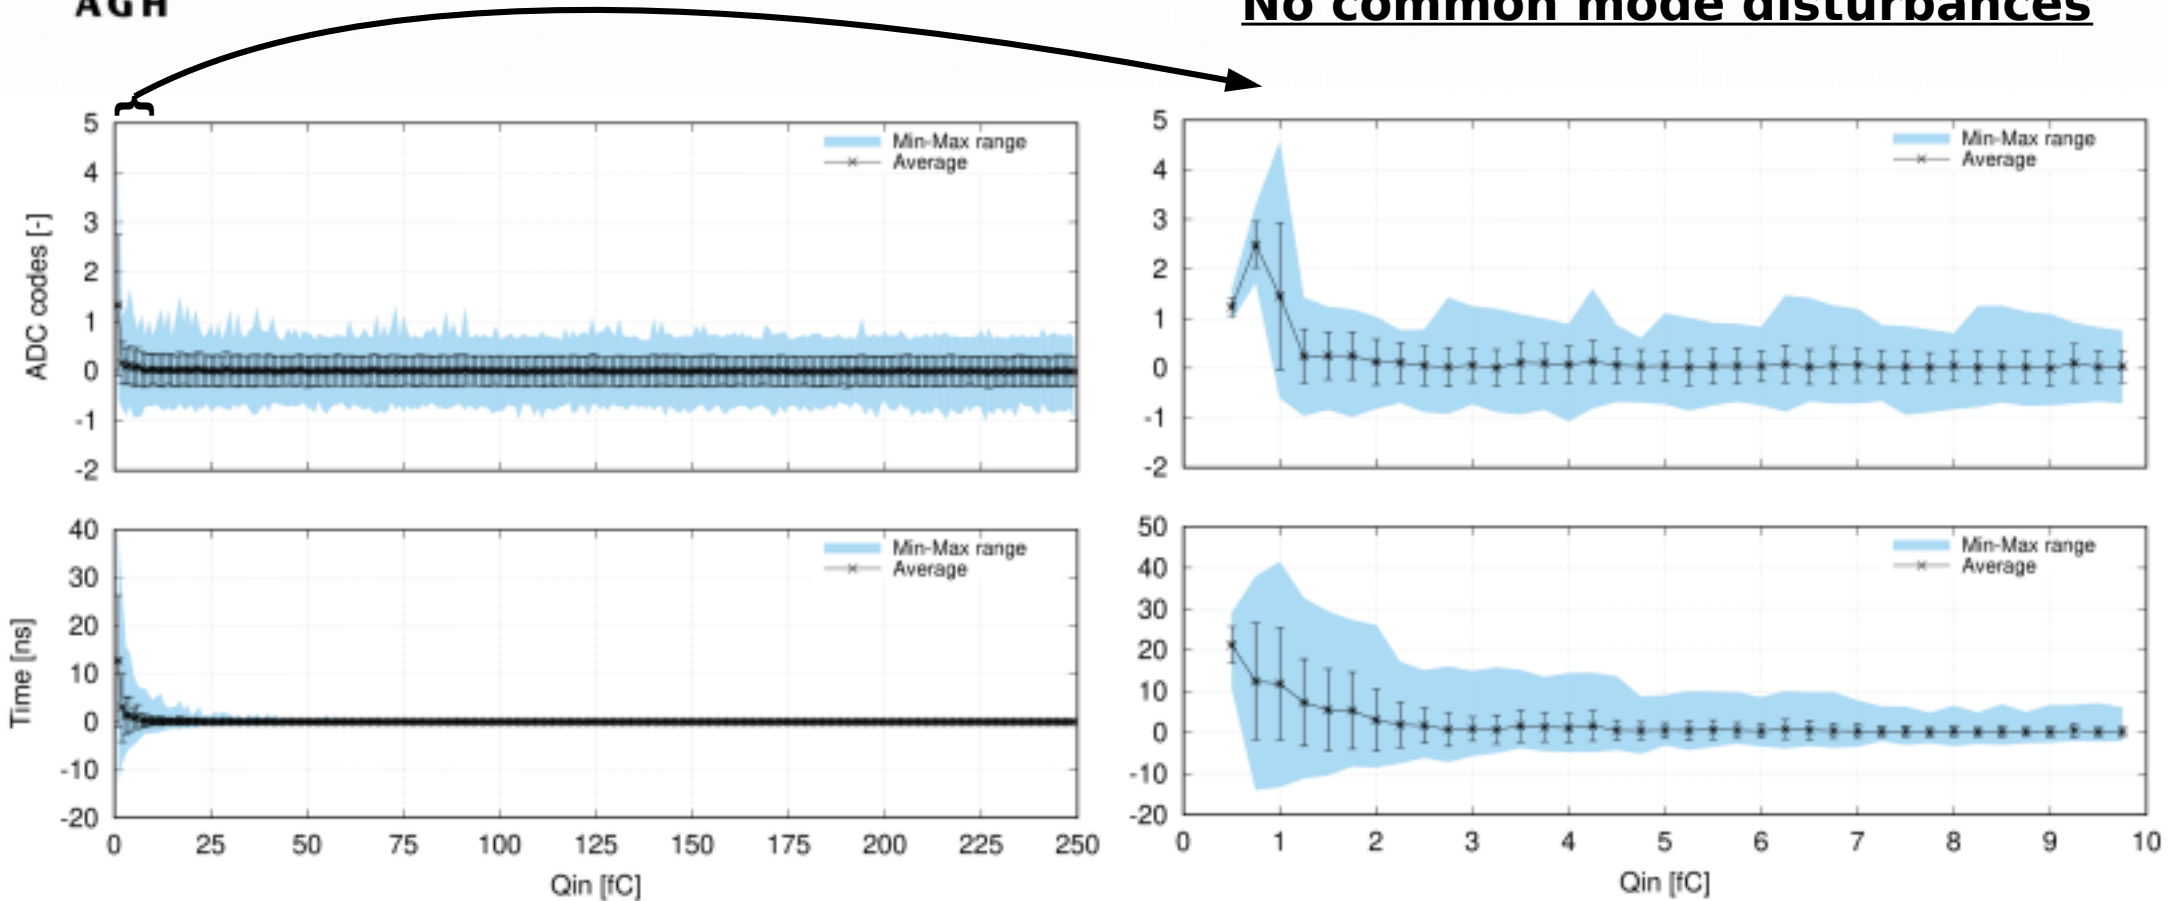 AGH
No common mode disturbances
5
4
3
2
1
0
-1
-2
ADC codes [-]
Min-Max range
Average
5
4
3
2
1
0
-1
-2
Min-Max range
Average
40
30
20
10
0
-10
-20
Time [ns]
Min-Max range
Average
0 25 50 75 100 125 150 175 200 225 250
Qin [fC]
50
40
30
20
10
0
-10
-20
Min-Max range
Average
0 1 2 3 4 5 6 7 8 9 10
Qin [fC]